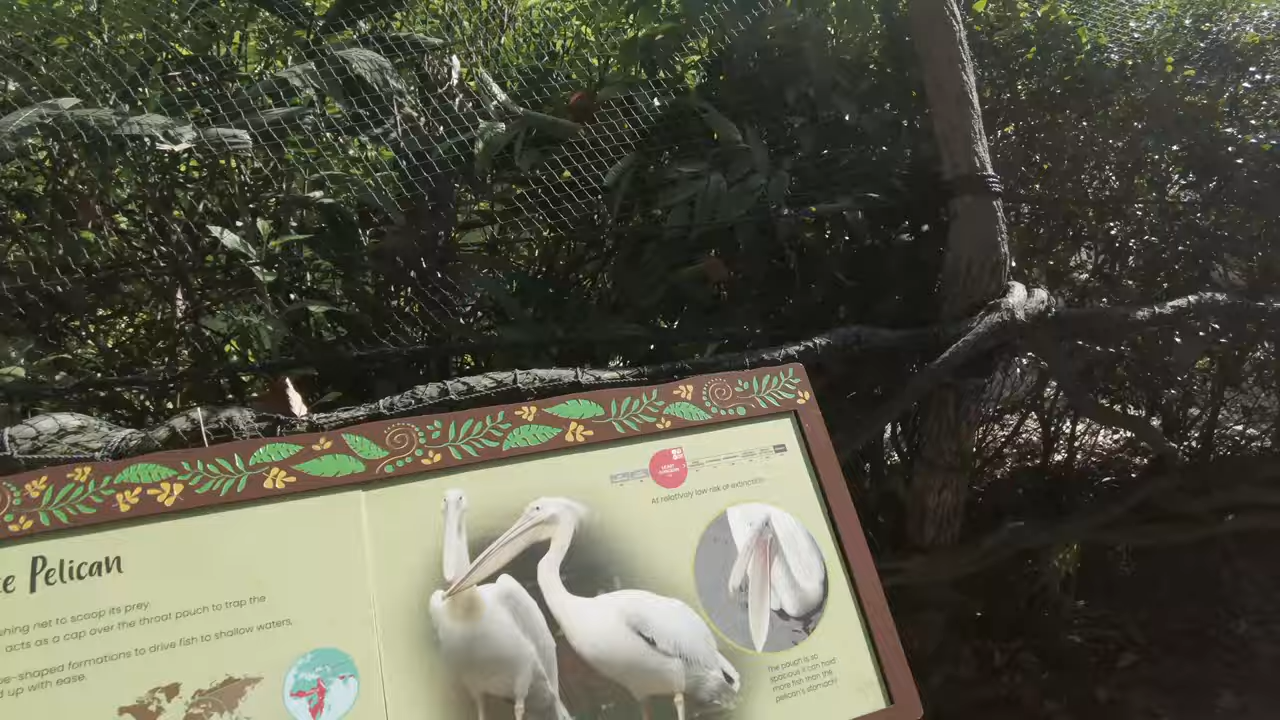 LEAST CONCERN
At relatively low risk of extinction
Pelican
net to scoop its prey.
acts as a cap over the throat pouch to trap the
-shaped formations to drive fish to shallow waters,
up with ease.
The pouch is so
spacious it can hold
more fish than the
pelican's stomach!